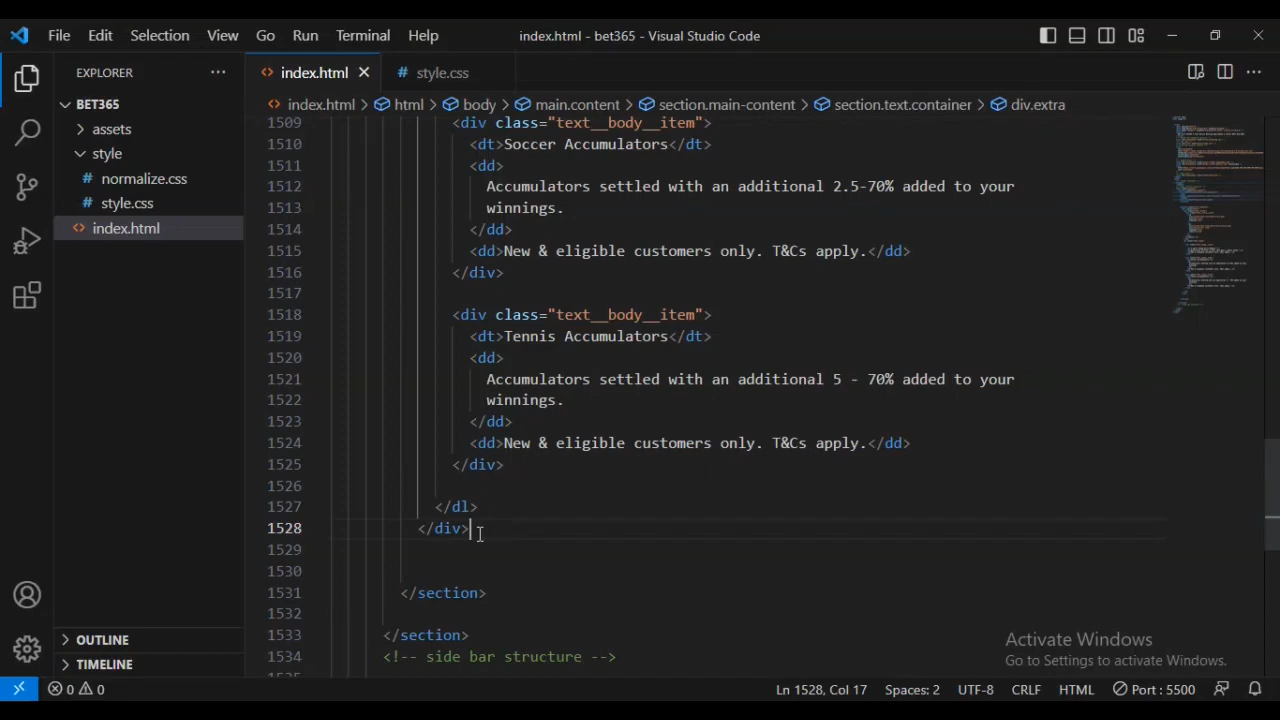 File Edit Selection View Go Run Terminal Help index.html - bet365 - Visual Studio Code
EXPLORER
index.html
style.css
BET365
index.html > html > body > main.content > section.main-content > section.text.container > div.extra
assets
style
normalize.css
style.css
index.html
1509 <div class="text__body__item">
1510 <dt>Soccer Accumulators</dt>
1511 <dd>
1512 Accumulators settled with an additional 2.5-70% added to your
1513 winnings.
1514 </dd>
1515 <dd>New & eligible customers only. T&Cs apply.</dd>
1516 </div>
1517
1518 <div class="text__body__item">
1519 <dt>Tennis Accumulators</dt>
1520 <dd>
1521 Accumulators settled with an additional 5 - 70% added to your
1522 winnings.
1523 </dd>
1524 <dd>New & eligible customers only. T&Cs apply.</dd>
1525 </div>
1526
1527 </dl>
1528 </div>
1529
1530
1531 </section>
1532
1533 </section>
1534 <!-- side bar structure -->
OUTLINE
TIMELINE
Activate Windows
Go to Settings to activate Windows.
0 0 Ln 1528, Col 17 Spaces: 2 UTF-8 CRLF HTML Port : 5500